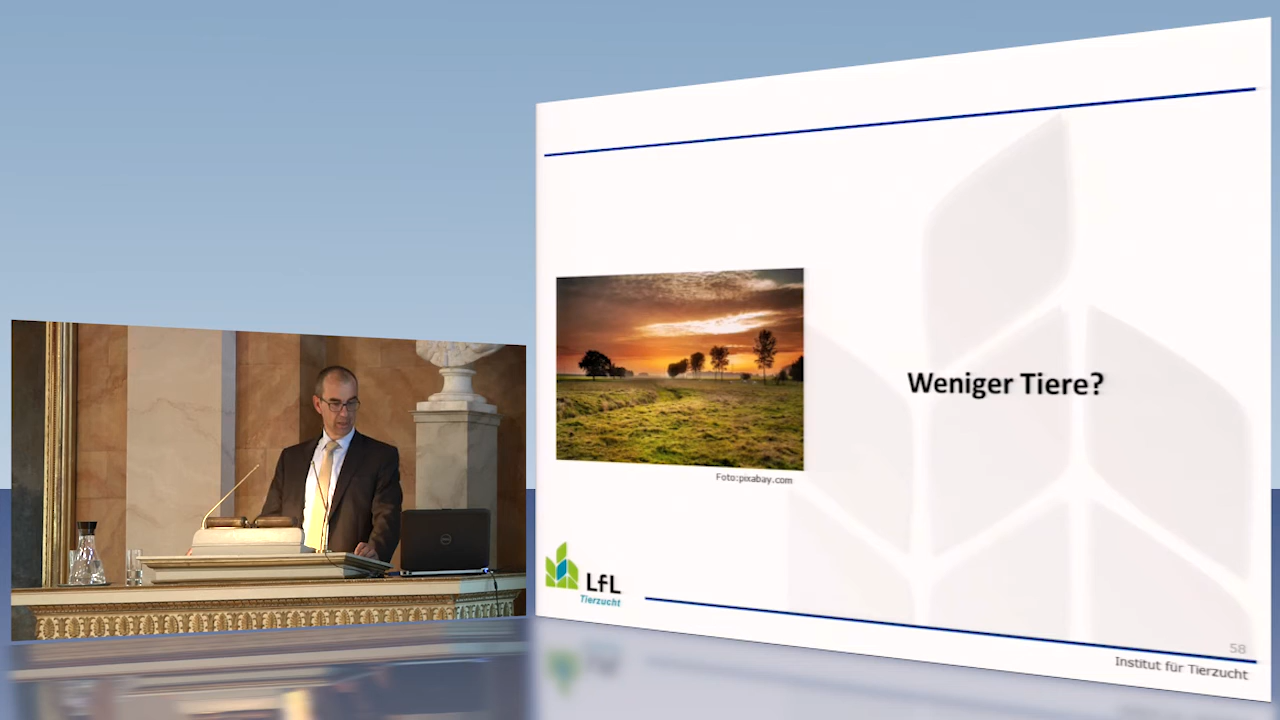 Weniger Tiere?
Foto:pixabay.com
LfL
Tierzucht
58
Institut für Tierzucht